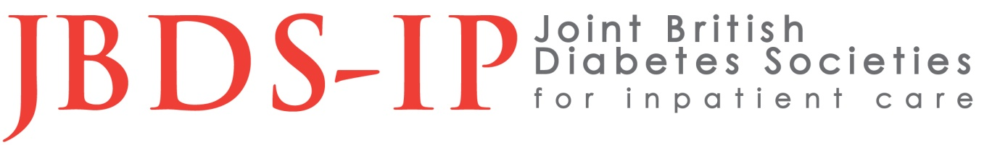 JBDS-IP
Joint British
Diabetes Societies
for inpatient care